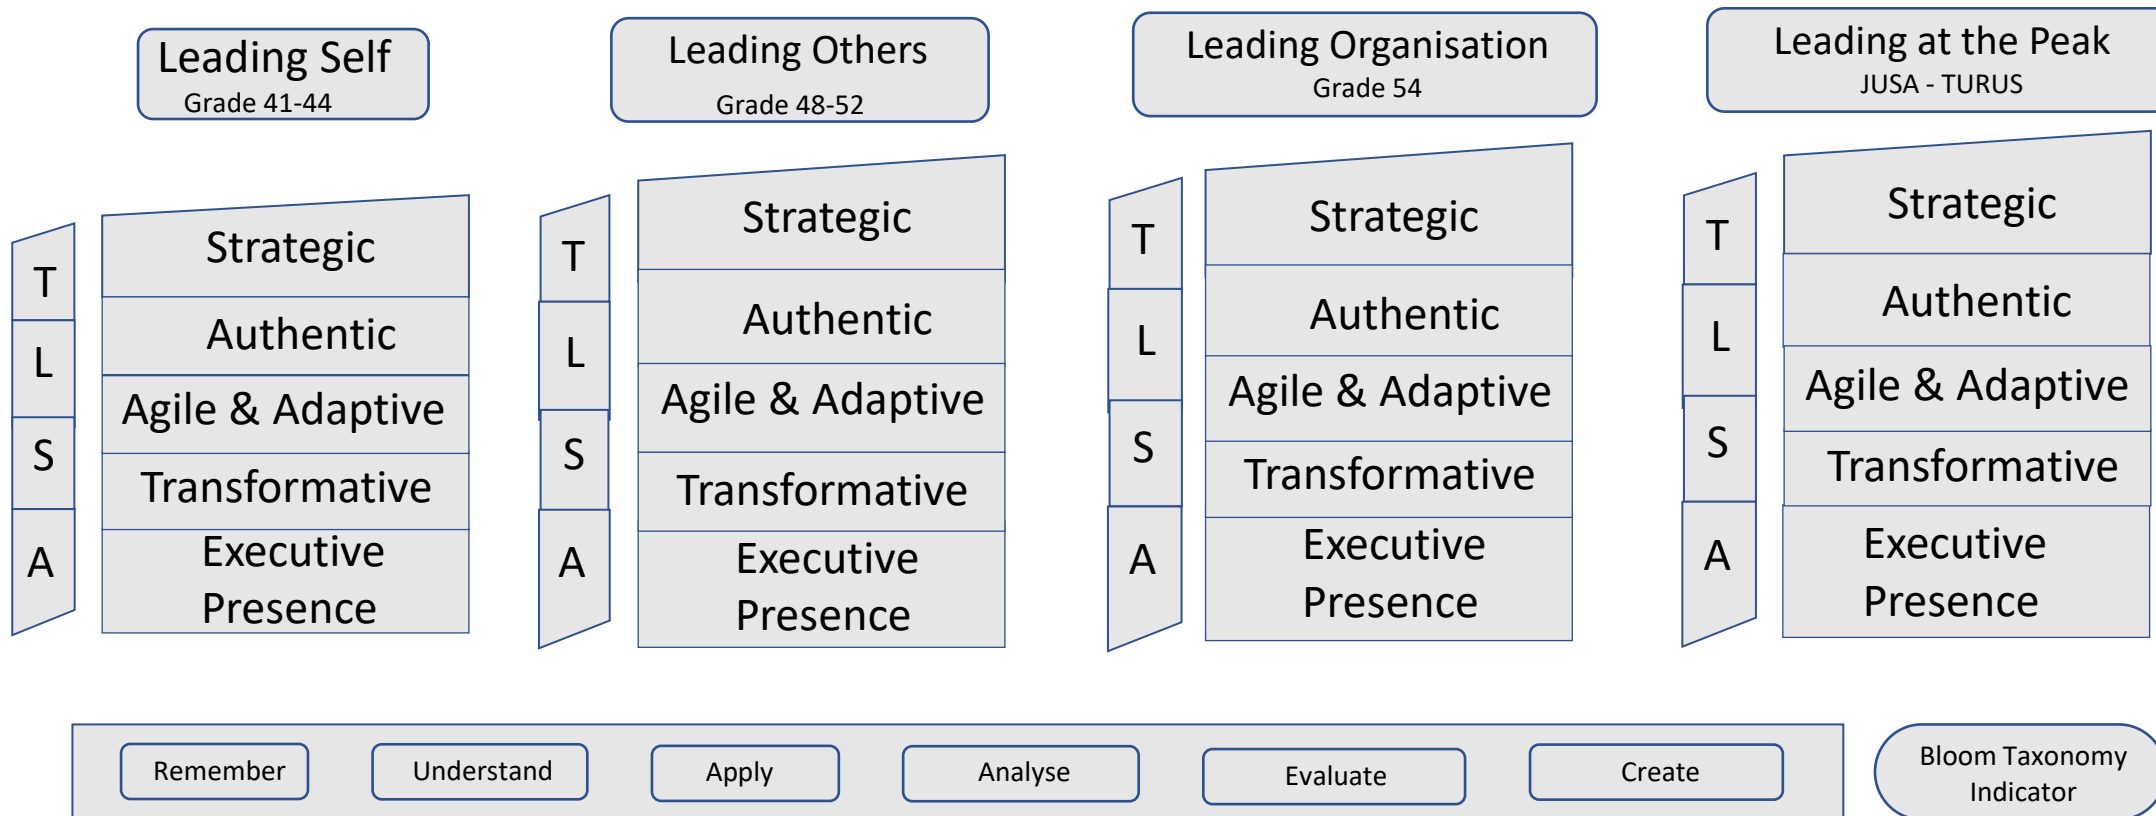 Leading Self
Grade 41-44
Leading Others
Grade 48-52
Leading Organisation
Grade 54
Leading at the Peak
JUSA - TURUS
T
L
S
A
Strategic
Authentic
Agile & Adaptive
Transformative
Executive
Presence
T
L
S
A
Strategic
Authentic
Agile & Adaptive
Transformative
Executive
Presence
T
L
S
A
Strategic
Authentic
Agile & Adaptive
Transformative
Executive
Presence
T
L
S
A
Strategic
Authentic
Agile & Adaptive
Transformative
Executive
Presence
Remember
Understand
Apply
Analyse
Evaluate
Create
Bloom Taxonomy
Indicator